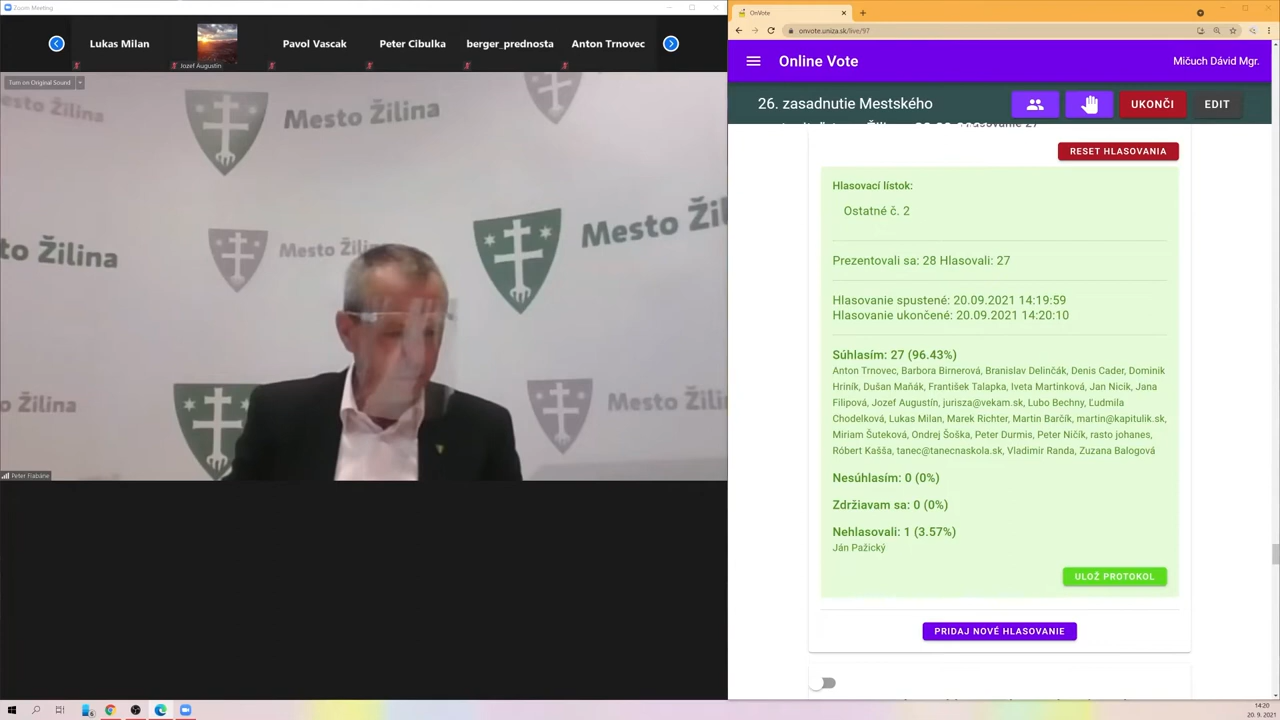 Zoom Meeting
Lukas Milan
Jozef Augustin
Pavol Vascak
Peter Cibulka
berger_prednosta
Anton Trnovec
Turn on Original Sound
Mesto Žilina
Mesto Žilina
Mesto Žilina
Mesto Žilina
Peter Fiabáne
OnVote
onvote.uniza.sk/live/97
Online Vote
Mičuch Dávid Mgr.
26. zasadnutie Mestského
UKONČI
EDIT
RESET HLASOVANIA
Hlasovací lístok:
Ostatné č. 2
Prezentovali sa: 28 Hlasovali: 27
Hlasovanie spustené: 20.09.2021 14:19:59
Hlasovanie ukončené: 20.09.2021 14:20:10
Súhlasím: 27 (96.43%)
Anton Trnovec, Barbora Birnerová, Branislav Delinčák, Denis Cader, Dominik
Hriník, Dušan Maňák, František Talapka, Iveta Martinková, Jan Nicik, Jana
Filipová, Jozef Augustín, jurisza@vekam.sk, Lubo Bechny, Ľudmila
Chodelková, Lukas Milan, Marek Richter, Martin Barčík, martin@kapitulik.sk,
Miriam Šuteková, Ondrej Šoška, Peter Durmis, Peter Ničík, rasto johanes,
Róbert Kašša, tanec@tanecnaskola.sk, Vladimir Randa, Zuzana Balogová
Nesúhlasím: 0 (0%)
Zdržiavam sa: 0 (0%)
Nehlasovali: 1 (3.57%)
Ján Pažický
ULOŽ PROTOKOL
PRIDAJ NOVÉ HLASOVANIE
14:20
20. 9. 2021